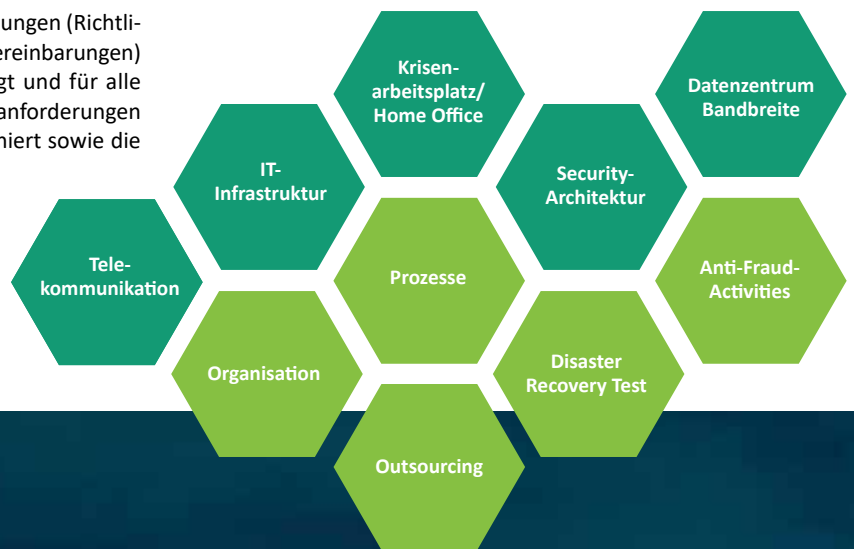 ungen (Richtli-
ereinbarungen)
gt und für alle
anforderungen
niert sowie die
Krisen-
arbeitsplatz/
Home Office
Datenzentrum
Bandbreite
IT-
Infrastruktur
Security-
Architektur
Tele-
kommunikation
Prozesse
Anti-Fraud-
Activities
Organisation
Disaster
Recovery Test
Outsourcing